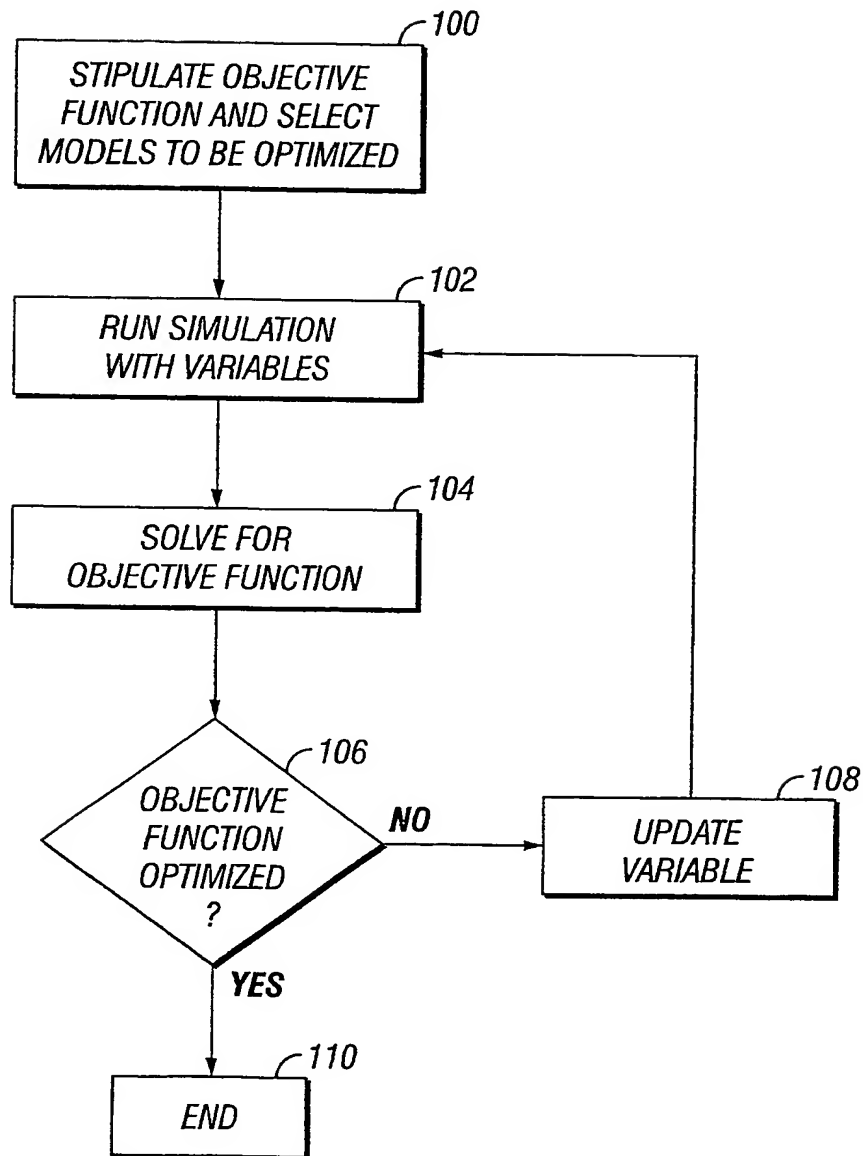 100
STIPULATE OBJECTIVE
FUNCTION AND SELECT
MODELS TO BE OPTIMIZED
102
RUN SIMULATION
WITH VARIABLES
104
SOLVE FOR
OBJECTIVE FUNCTION
106
OBJECTIVE
FUNCTION
OPTIMIZED
?
NO
108
UPDATE
VARIABLE
YES
110
END